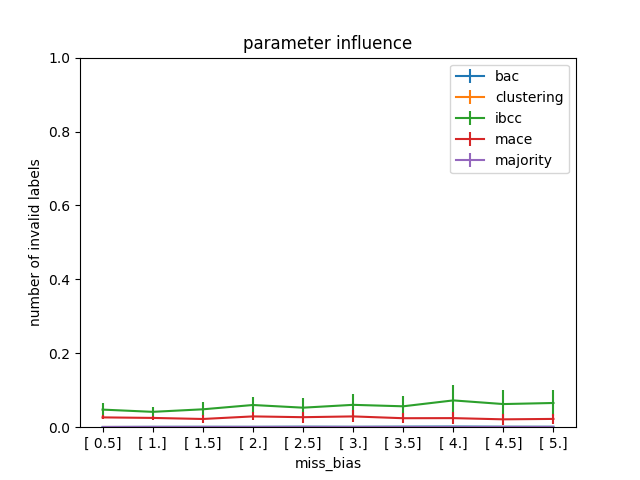 parameter influence
1.0
0.8
0.6
0.4
0.2
0.0
number of invalid labels
bac
clustering
ibcc
mace
majority
[ 0.5] [ 1.] [ 1.5] [ 2.] [ 2.5] [ 3.] [ 3.5] [ 4.] [ 4.5] [ 5.]
miss_bias